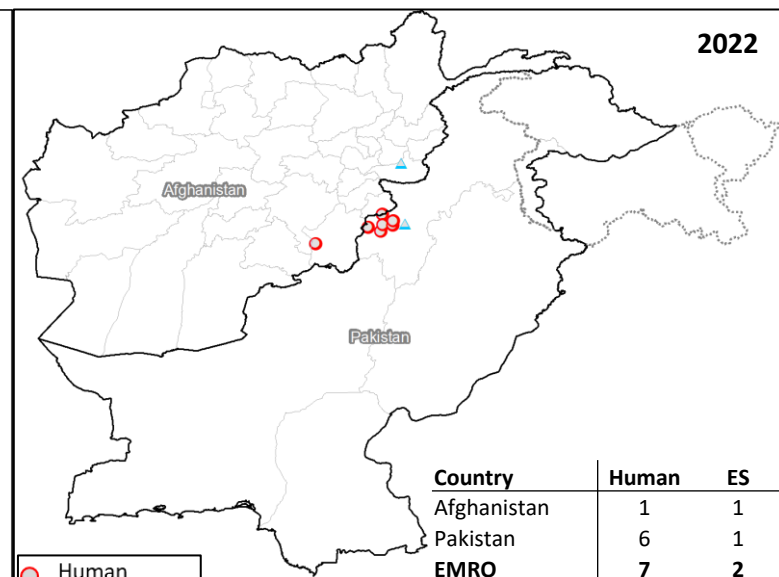 2022
Afghanistan
Pakistan
Country Human ES
Afghanistan 1 1
Pakistan 6 1
EMRO 7 2
Human